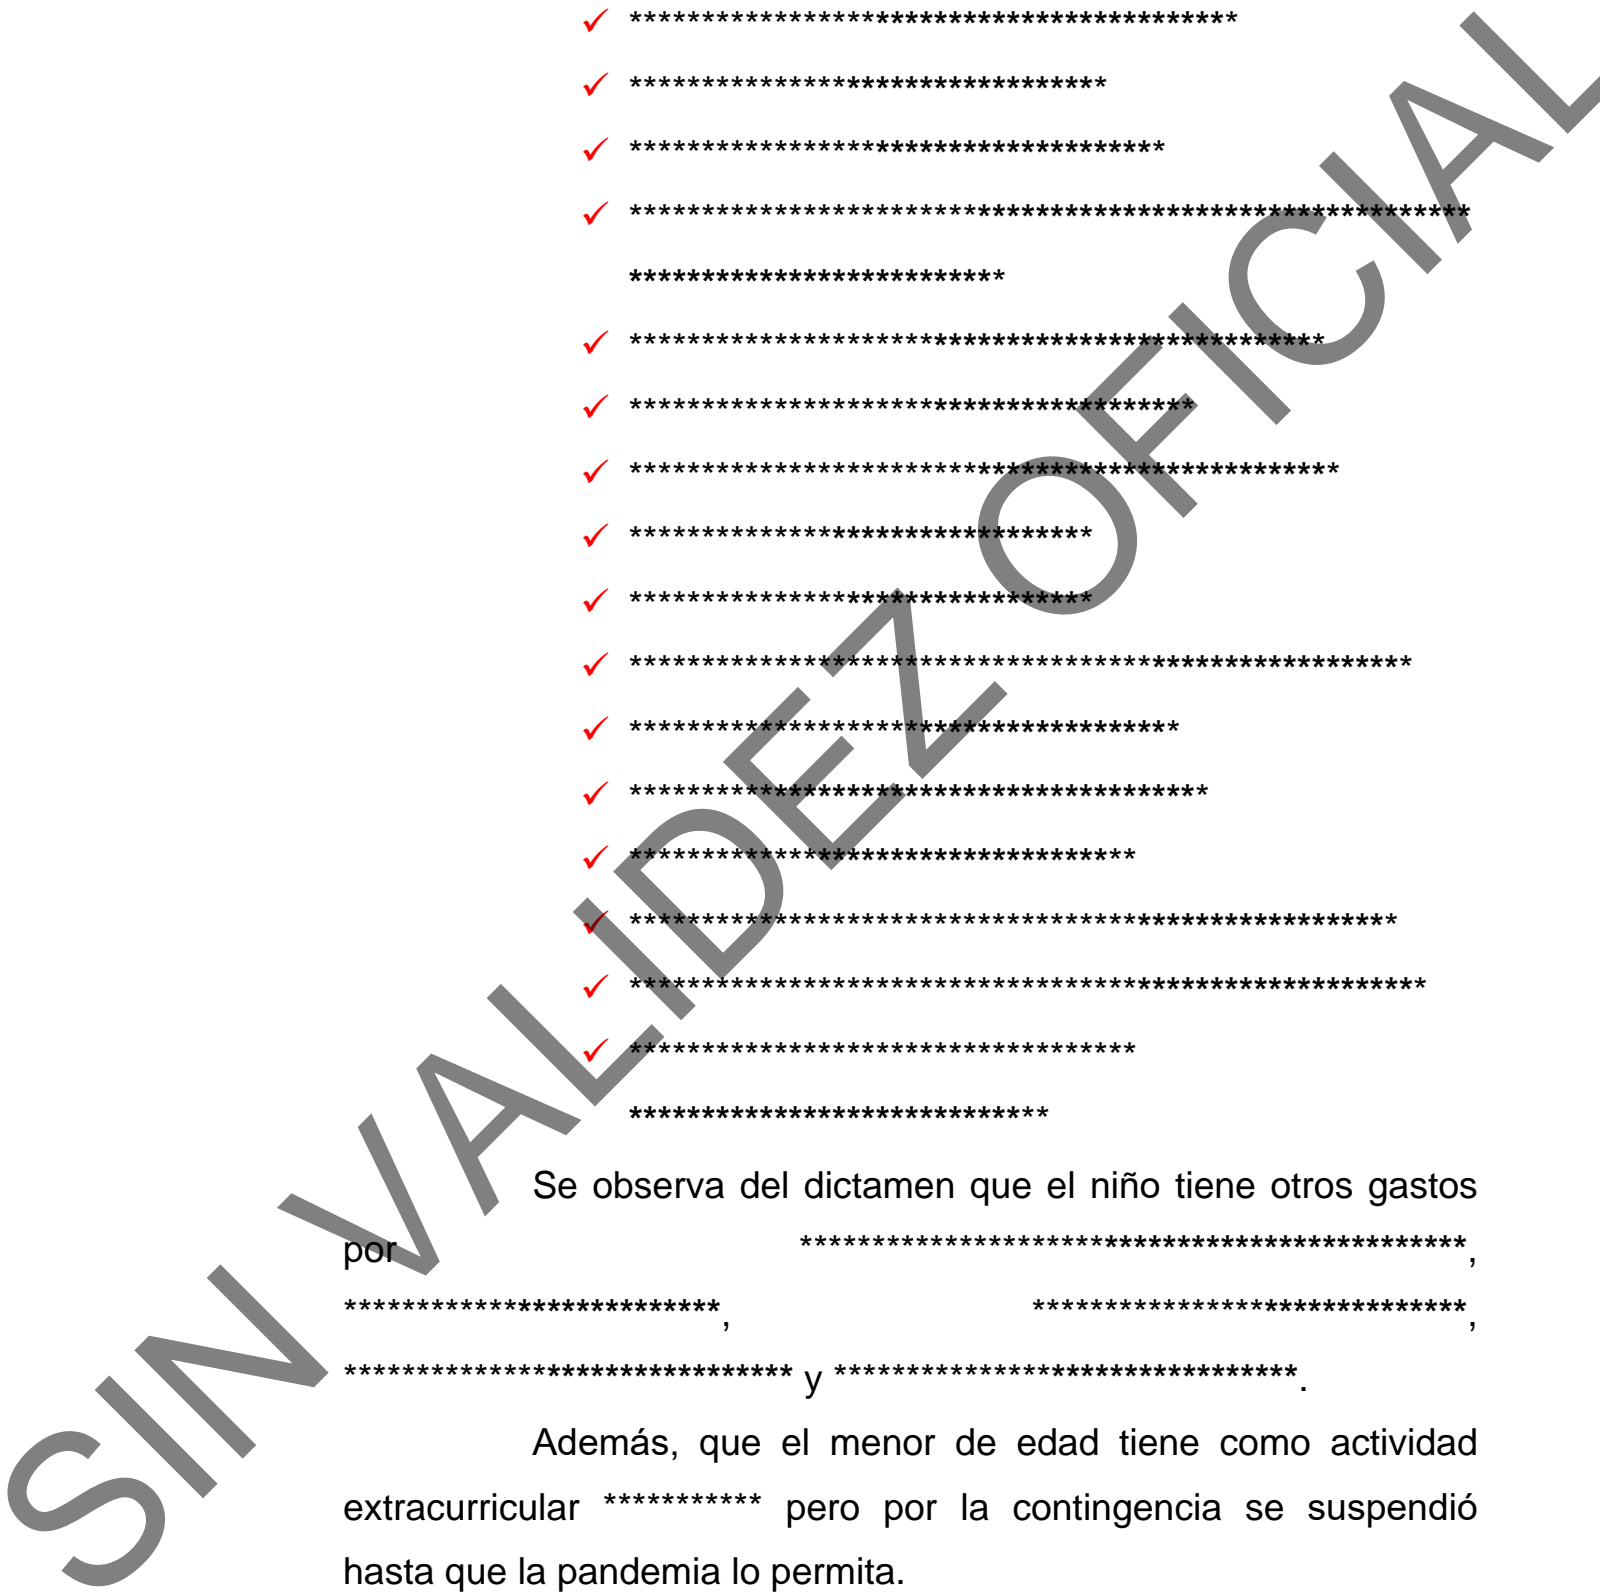 ✓ ******************************************
✓ *********************************
✓ *************************************
✓ **********************************************************
**************************
✓ ************************************************
✓ ***************************************
✓ *************************************************
✓ ********************************
✓ ********************************
✓ ******************************************************
✓ **************************************
✓ ****************************************
✓ ***********************************
✓ *****************************************************
✓ *******************************************************
✓ ***********************************
*****************************
Se observa del dictamen que el niño tiene otros gastos
por **********************************************,
**************************, ******************************,
******************************* y ********************************.
Además, que el menor de edad tiene como actividad
extracurricular *********** pero por la contingencia se suspendió
hasta que la pandemia lo permita.
SIN VALIDEZ OFICIAL